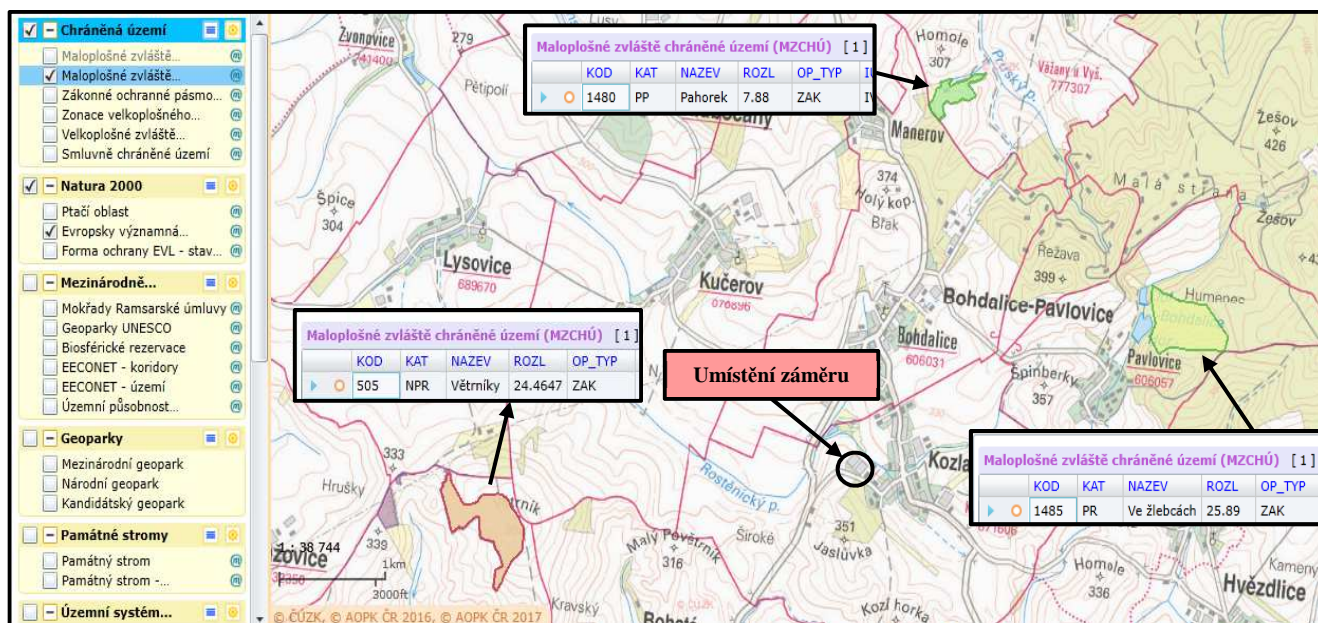 Chráněná území
Maloplošné zvláště...
Maloplošné zvláště...
Zákonné ochranné pásmo...
Zonace velkoplošného...
Velkoplošné zvláště...
Smluvně chráněné území
Natura 2000
Ptačí oblast
Evropsky významná...
Forma ochrany EVL - stav...
Mezinárodně...
Mokřady Ramsarské úmluvy
Geoparky UNESCO
Biosférické rezervace
EECONET - koridory
EECONET - území
Územní působnost...
Geoparky
Mezinárodní geopark
Národní geopark
Kandidátský geopark
Památné stromy
Památný strom
Památný strom -...
Územní systém...
Zvonovice
741400
279
Pětipolí
Maloplošné zvláště chráněné území (MZCHÚ) [ 1 ]
KOD KAT NAZEV ROZL OP_TYP
1480 PP Pahorek 7.88 ZAK
Homole
307
Pruský p.
Vážany u Vyš.
777307
Manerov
Žešov
426
Malá strana
Žešov
374
Holý kop.
Břak
Špice
304
Lysovice
689670
Kučerov
Řežava
399
Humenec
Bohdalice
Bohdalice-Pavlovice
Bohdalice
606031
Pavlovice
606057
Špinberky
357
Maloplošné zvláště chráněné území (MZCHÚ) [ 1 ]
KOD KAT NAZEV ROZL OP_TYP
505 NPR Větrníky 24.4647 ZAK
Umístění záměru
Maloplošné zvláště chráněné území (MZCHÚ) [ 1 ]
KOD KAT NAZEV ROZL OP_TYP
1485 PR Ve žlebcách 25.89 ZAK
333
Hrušky
339
Rostěnický p.
Malý Povětrník
316
Široké
351
Jaslůvka
Kozí horka
Kravský
Homole
336
Hvězdlice
Kameny
1 : 38 744
1km
3000ft
© ČÚZK, © AOPK ČR 2016, © AOPK ČR 2017